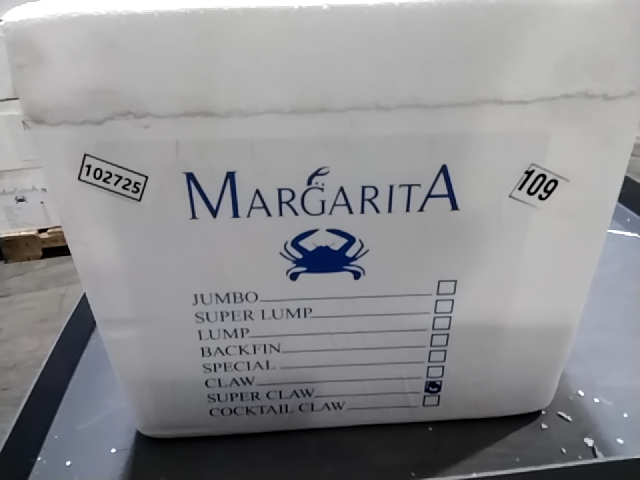 102725
109
MARGARITA
JUMBO
SUPER LUMP
LUMP
BACKFIN
SPECIAL
CLAW
SUPER CLAW
COCKTAIL CLAW